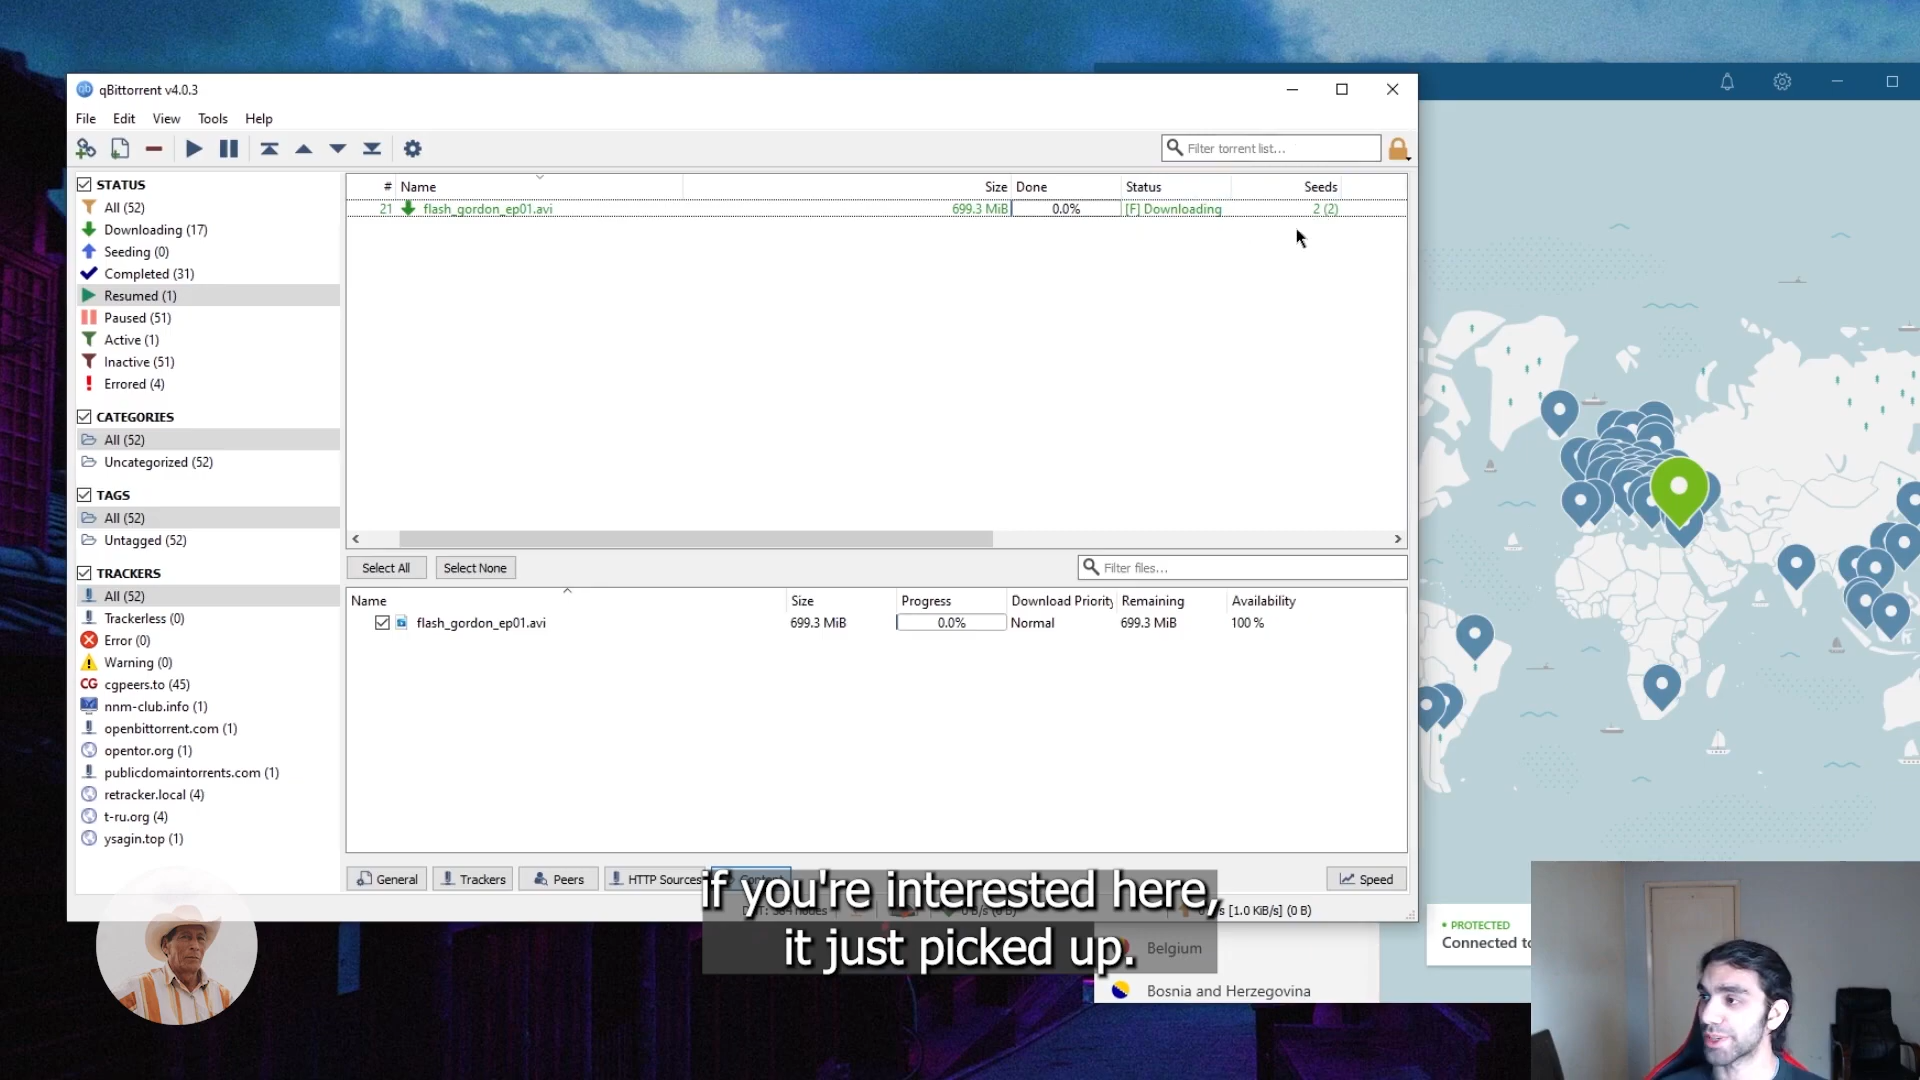 qBittorrent v4.0.3
File Edit View Tools Help
Filter torrent list...
STATUS
All (52)
Downloading (17)
Seeding (0)
Completed (31)
Resumed (1)
Paused (51)
Active (1)
Inactive (51)
Errored (4)
CATEGORIES
All (52)
Uncategorized (52)
TAGS
All (52)
Untagged (52)
TRACKERS
All (52)
Trackerless (0)
Error (0)
Warning (0)
CG cgpeers.to (45)
nnm-club.info (1)
openbittorrent.com (1)
opentor.org (1)
publicdomaintorrents.com (1)
retracker.local (4)
t-ru.org (4)
ysagin.top (1)
# Name Size Done Status Seeds
21 flash_gordon_ep01.avi 699.3 MiB 0.0% [F] Downloading 2 (2)
Select All Select None Filter files...
Name Size Progress Download Priority Remaining Availability
flash_gordon_ep01.avi 699.3 MiB 0.0% Normal 699.3 MiB 100 %
General Trackers Peers HTTP Sources Speed
[1.0 KiB/s] (0 B)
if you're interested here,
it just picked up.
PROTECTED
Connected to
Belgium
Bosnia and Herzegovina